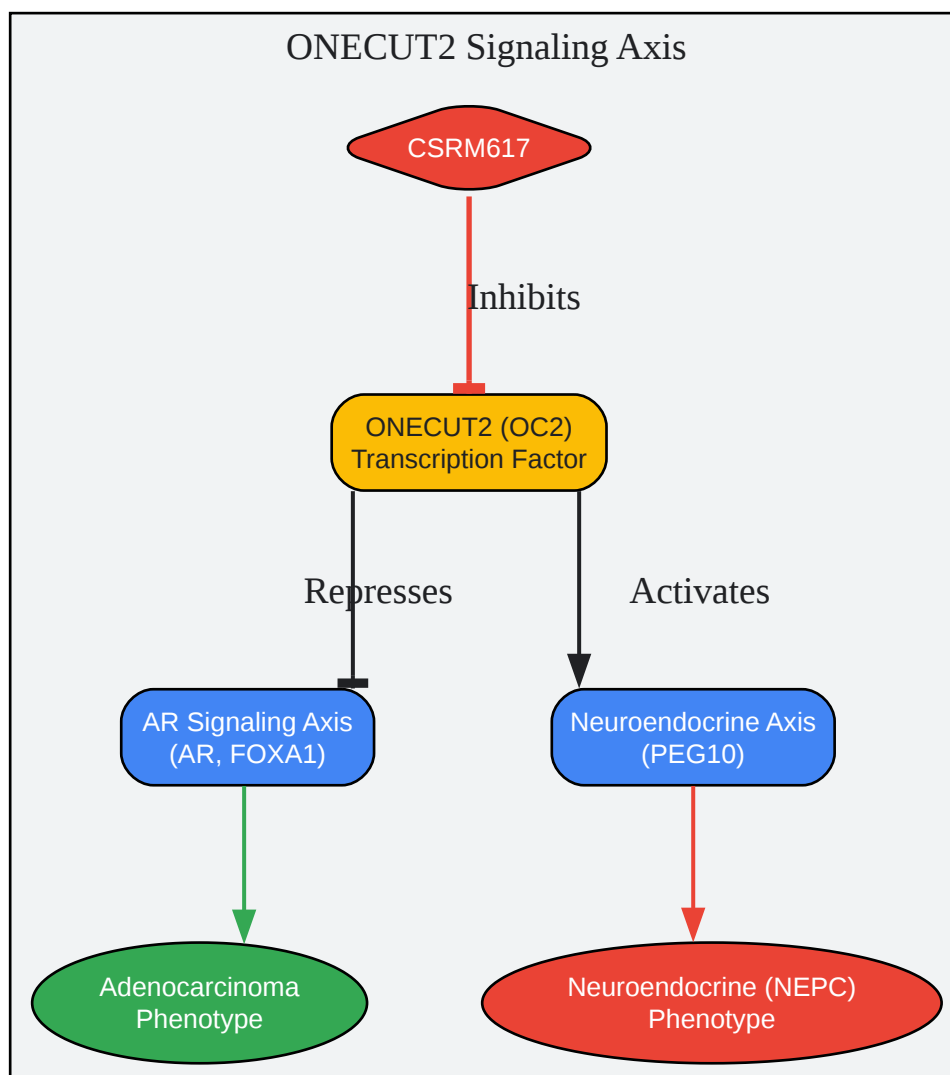 ONECUT2 Signaling Axis
CSRM617
Inhibits
ONECUT2 (OC2)
Transcription Factor
Represses
Activates
AR Signaling Axis
(AR, FOXA1)
Neuroendocrine Axis
(PEG10)
Adenocarcinoma
Phenotype
Neuroendocrine (NEPC)
Phenotype